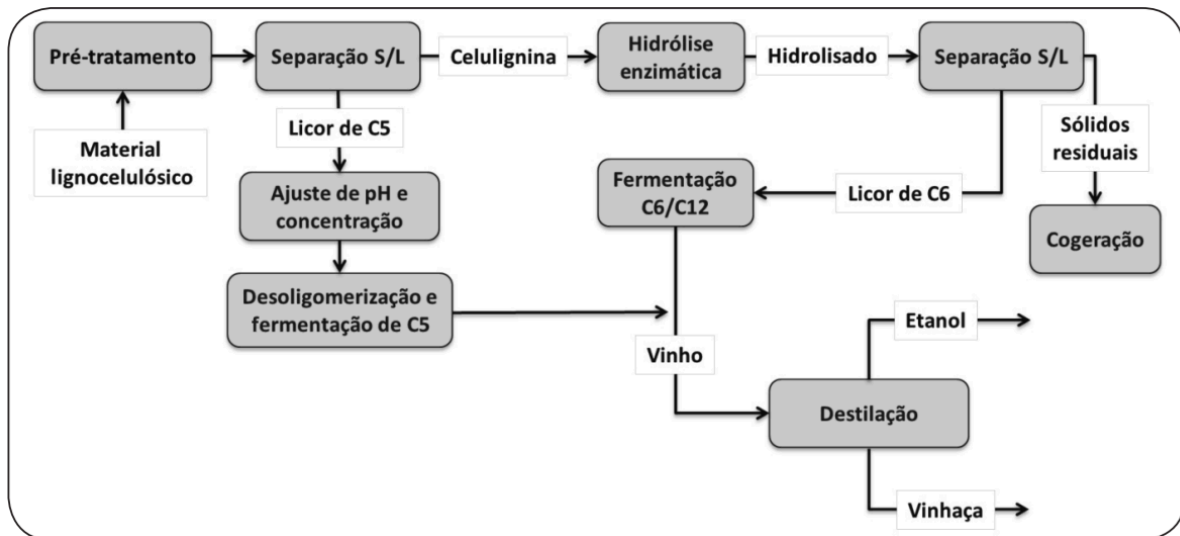 Pré-tratamento
Separação S/L
Celulignina
Hidrólise
enzimática
Hidrolisado
Separação S/L
Material
lignocelulósico
Licor de C5
Sólidos
residuais
Ajuste de pH e
concentração
Fermentação
C6/C12
Licor de C6
Cogeração
Desoligomerização e
fermentação de C5
Etanol
Vinho
Destilação
Vinhaça